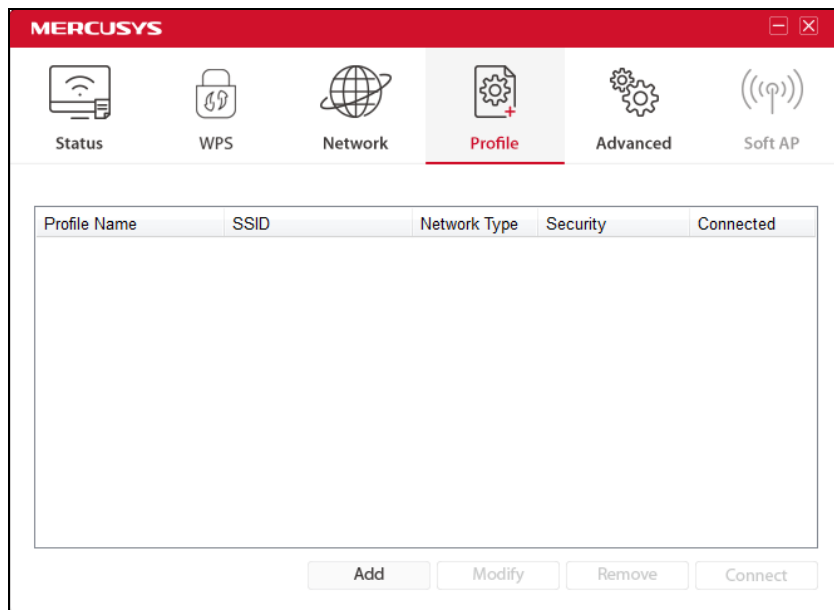 MERCUSYS
Status WPS Network Profile Advanced Soft AP
Profile Name SSID Network Type Security Connected
Add Modify Remove Connect